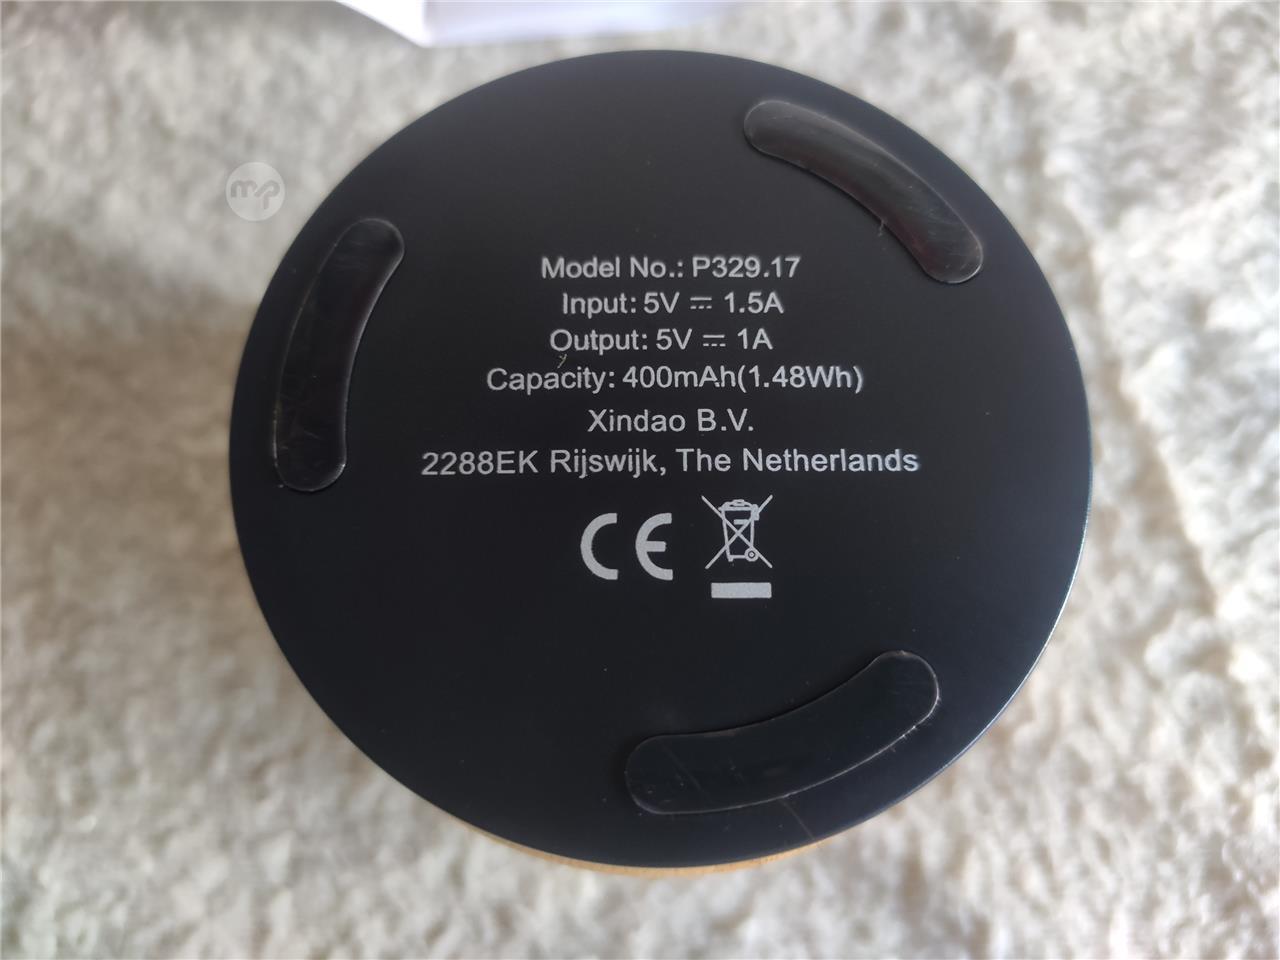 mp
Model No.: P329.17
Input: 5V ⎓ 1.5A
Output: 5V ⎓ 1A
Capacity: 400mAh(1.48Wh)
Xindao B.V.
2288EK Rijswijk, The Netherlands
CE